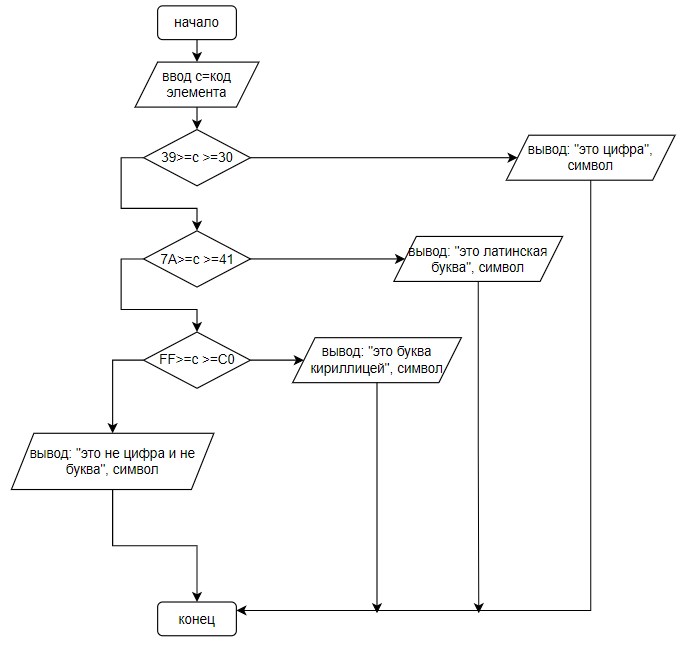 начало
ввод c=код
элемента
39>=c >=30
вывод: "это цифра",
символ
7A>=c >=41
вывод: "это латинская
буква", символ
FF>=c >=C0
вывод: "это буква
кириллицей", символ
вывод: "это не цифра и не
буква", символ
конец